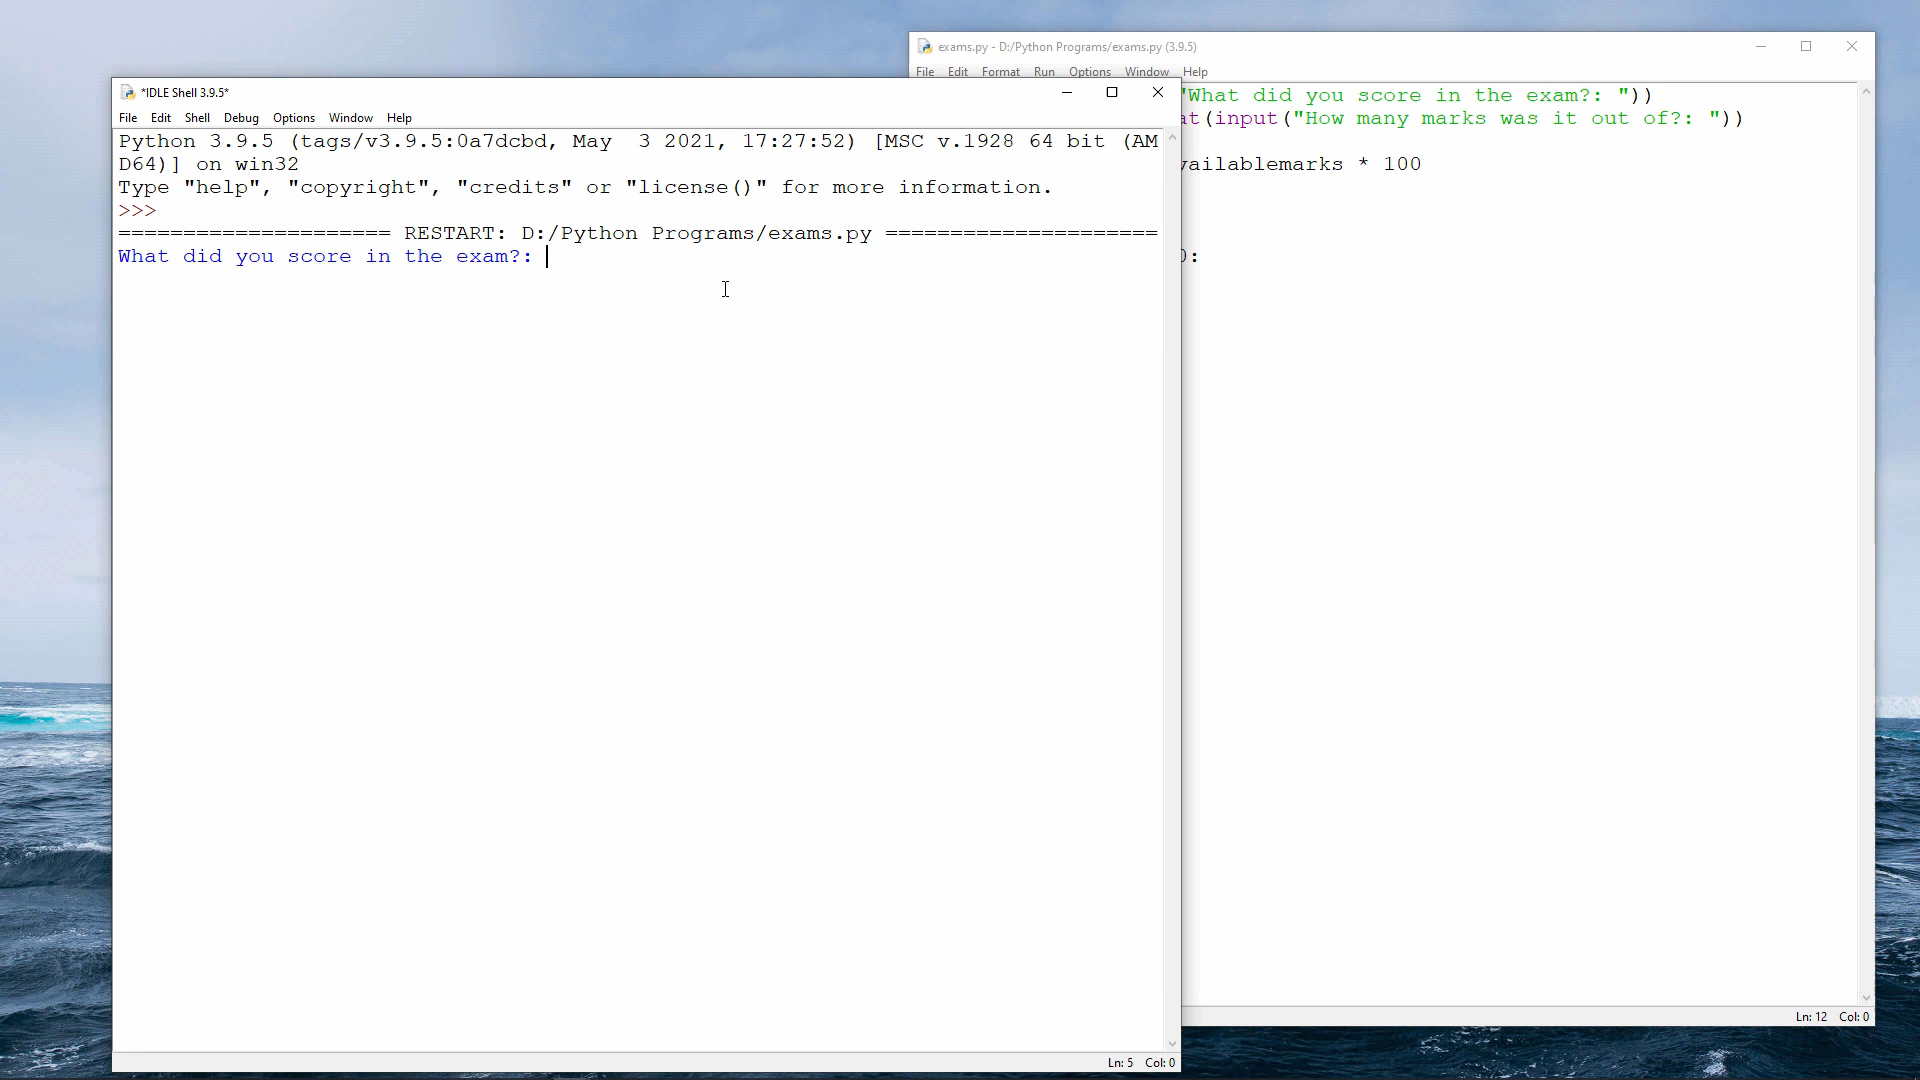 exams.py - D:/Python Programs/exams.py (3.9.5)
File Edit Format Run Options Window Help
"What did you score in the exam?: "))
at(input("How many marks was it out of?: "))
vailablemarks * 100
0:
Ln: 12 Col: 0
*IDLE Shell 3.9.5*
File Edit Shell Debug Options Window Help
Python 3.9.5 (tags/v3.9.5:0a7dcbd, May  3 2021, 17:27:52) [MSC v.1928 64 bit (AM
D64)] on win32
Type "help", "copyright", "credits" or "license()" for more information.
>>>
===================== RESTART: D:/Python Programs/exams.py =====================
What did you score in the exam?:
Ln: 5 Col: 0